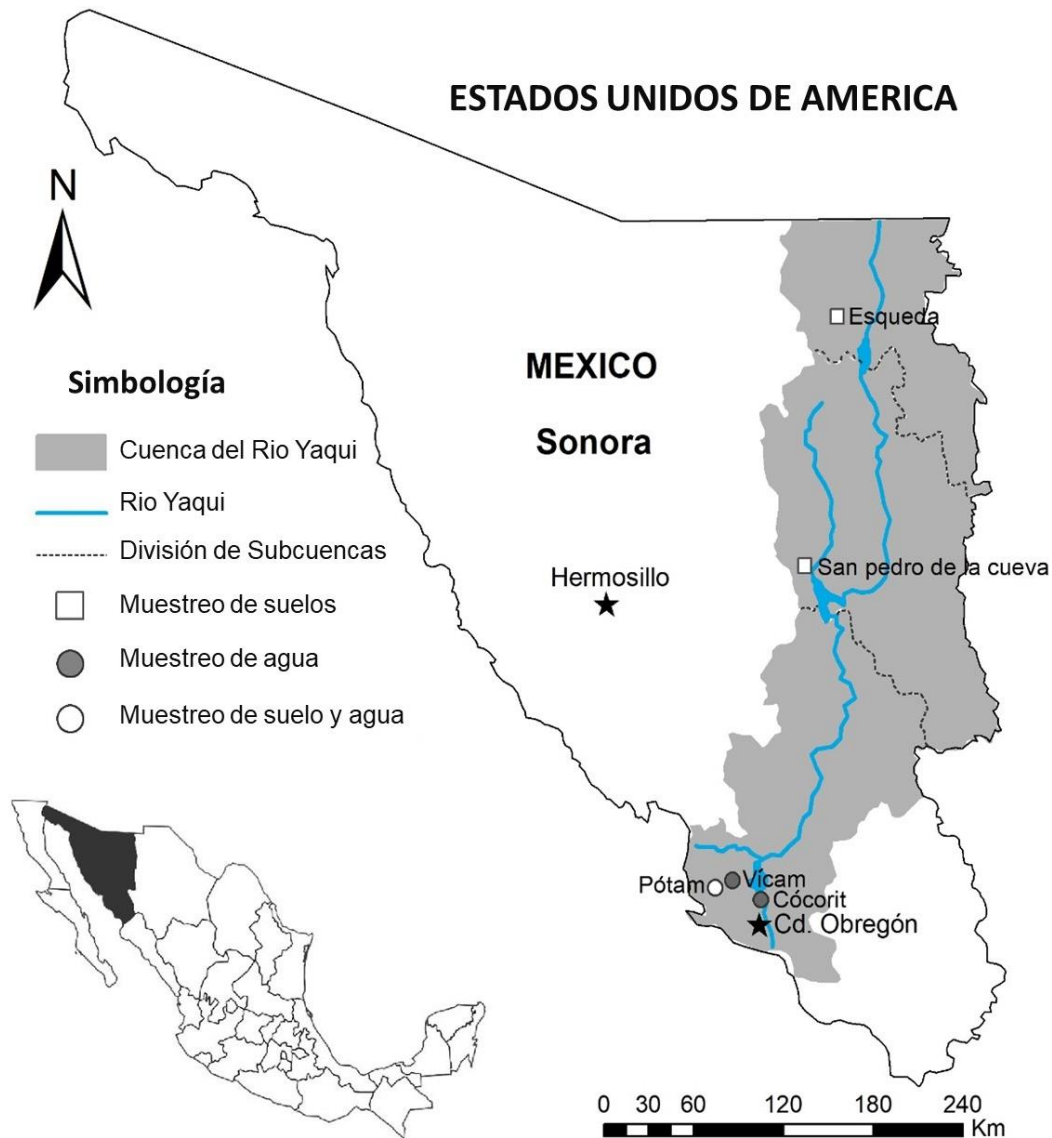 ESTADOS UNIDOS DE AMERICA
N
Esqueda
MEXICO
Sonora
Simbología
Cuenca del Rio Yaqui
Rio Yaqui
División de Subcuencas
Muestreo de suelos
Muestreo de agua
Muestreo de suelo y agua
San pedro de la cueva
Hermosillo
Pótam
Vícam
Cócorit
Cd. Obregón
0 30 60 120 180 240
Km